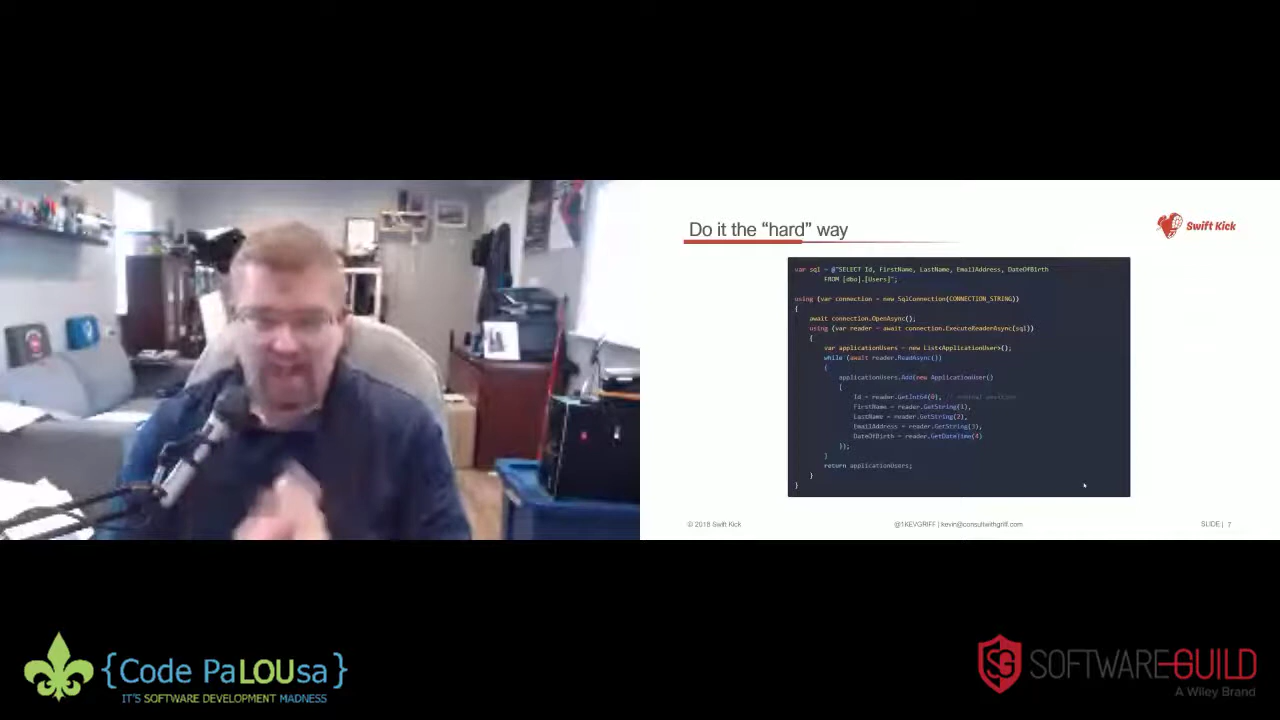 Do it the “hard” way
Swift Kick
var sql = @"SELECT Id, FirstName, LastName, EmailAddress, DateOfBirth
FROM [dbo].[Users]";
using (var connection = new SqlConnection(CONNECTION_STRING))
{
await connection.OpenAsync();
using (var reader = await connection.ExecuteReaderAsync(sql))
{
var applicationUsers = new List<ApplicationUser>();
while (await reader.ReadAsync())
{
applicationUsers.Add(new ApplicationUser()
{
Id = reader.GetInt64(0), //
FirstName = reader.GetString(1),
LastName = reader.GetString(2),
EmailAddress = reader.GetString(3),
DateOfBirth = reader.GetDateTime(4)
});
}
return applicationUsers;
}
}
© 2018 Swift Kick
@1KEVGRIFF | kevin@consultwithgriff.com
SLIDE | 7
{Code PaLOUsa}
IT'S SOFTWARE DEVELOPMENT MADNESS
SG
SOFTWARE GUILD
A Wiley Brand